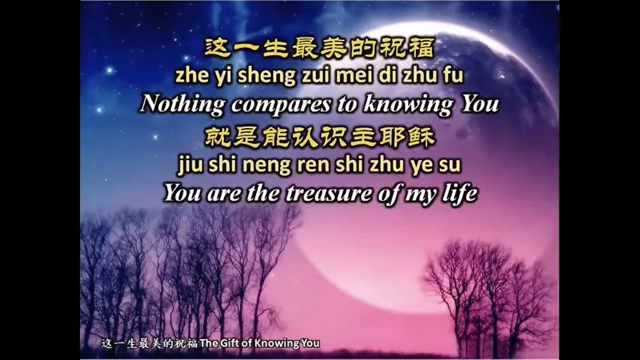 这一生最美的祝福
zhe yi sheng zui mei di zhu fu
Nothing compares to knowing You
就是能认识主耶稣
jiu shi neng ren shi zhu ye su
You are the treasure of my life
这一生最美的祝福 The Gift of Knowing You